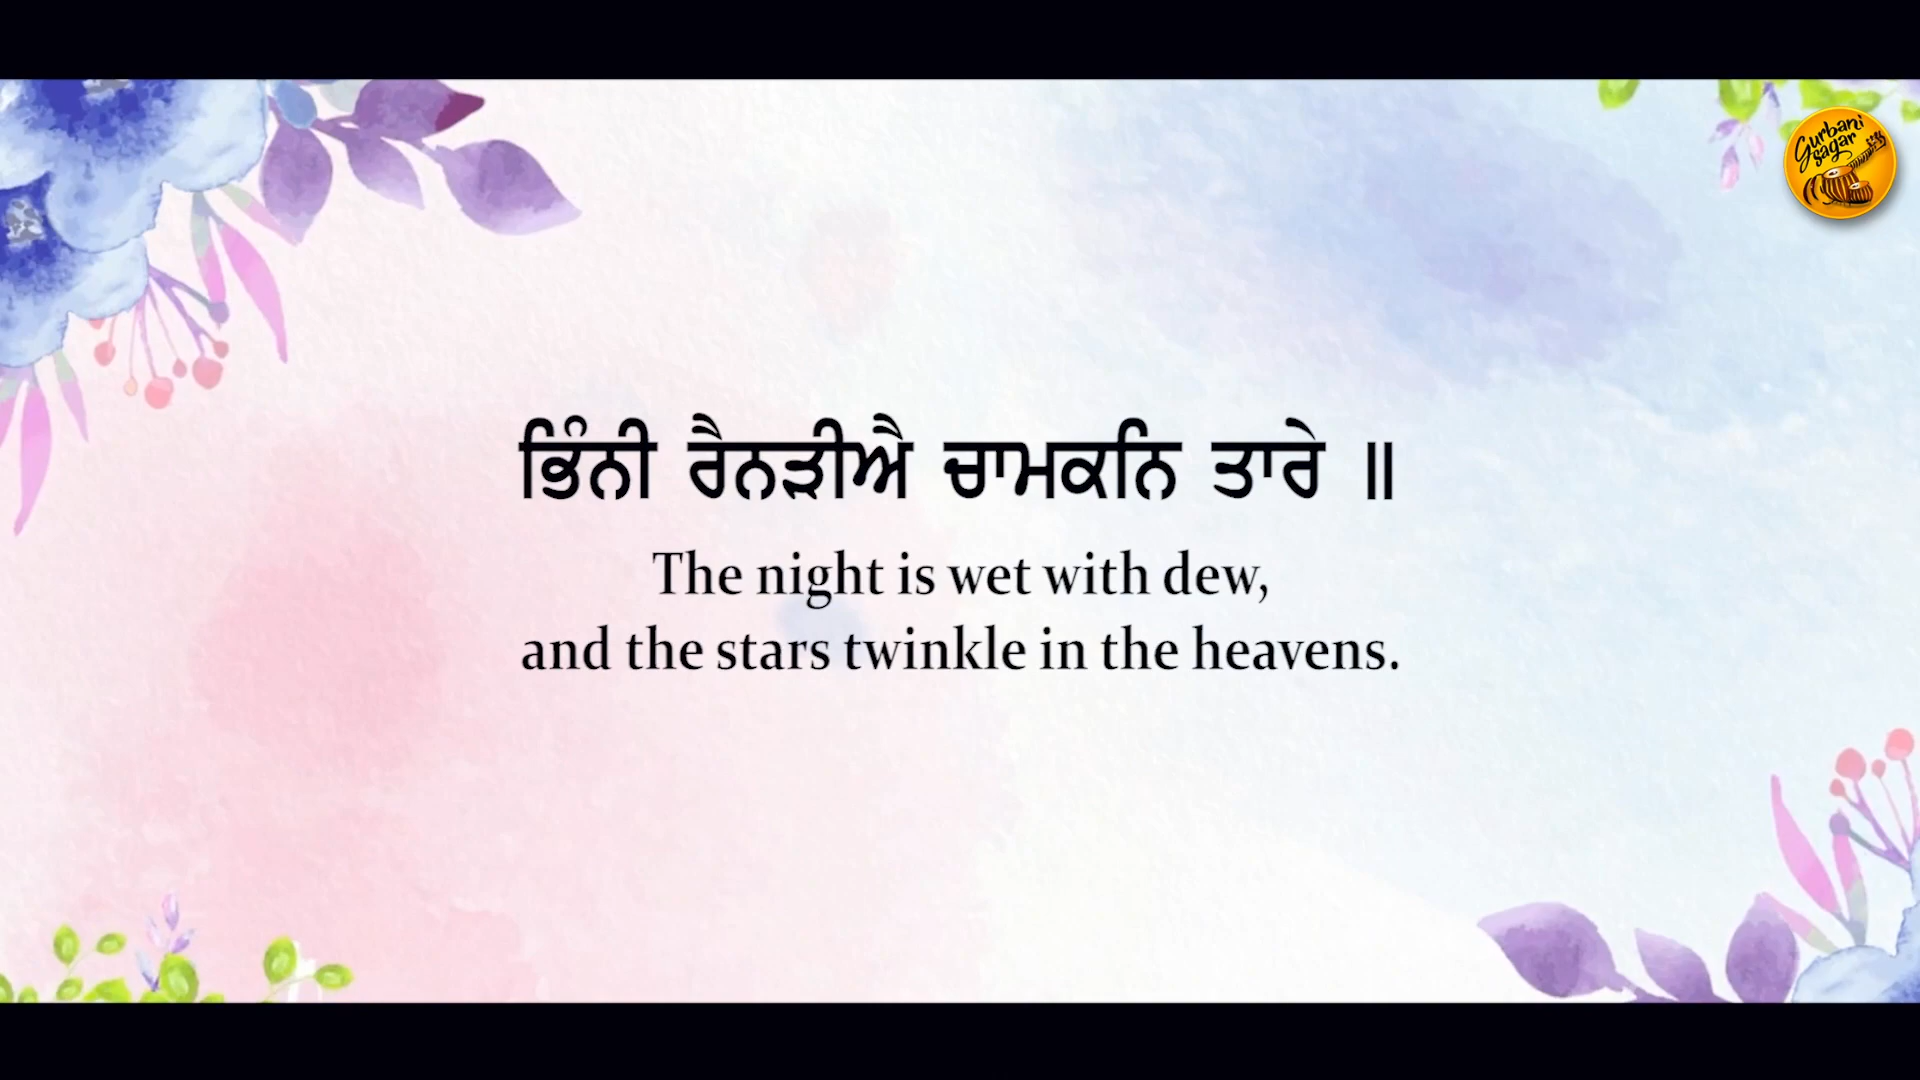 ਭਿੰਨੀ ਰੈਨੜੀਐ ਚਾਮਕਨਿ ਤਾਰੇ ॥
The night is wet with dew,
and the stars twinkle in the heavens.
Gurbani
Sagar